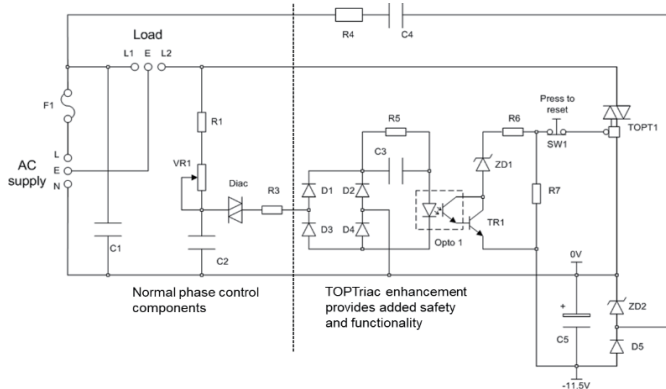 R4
C4
Load
L1 E L2
F1
R1
R5
R6
Press to
reset
TOPT1
C3
SW1
L
AC
supply
E
N
VR1
ZD1
Diac
R3
D1
D2
R7
TR1
D3
D4
Opto 1
C1
C2
0V
Normal phase control
components
TOPTriac enhancement
provides added safety
and functionality
+
ZD2
C5
D5
-11.5V